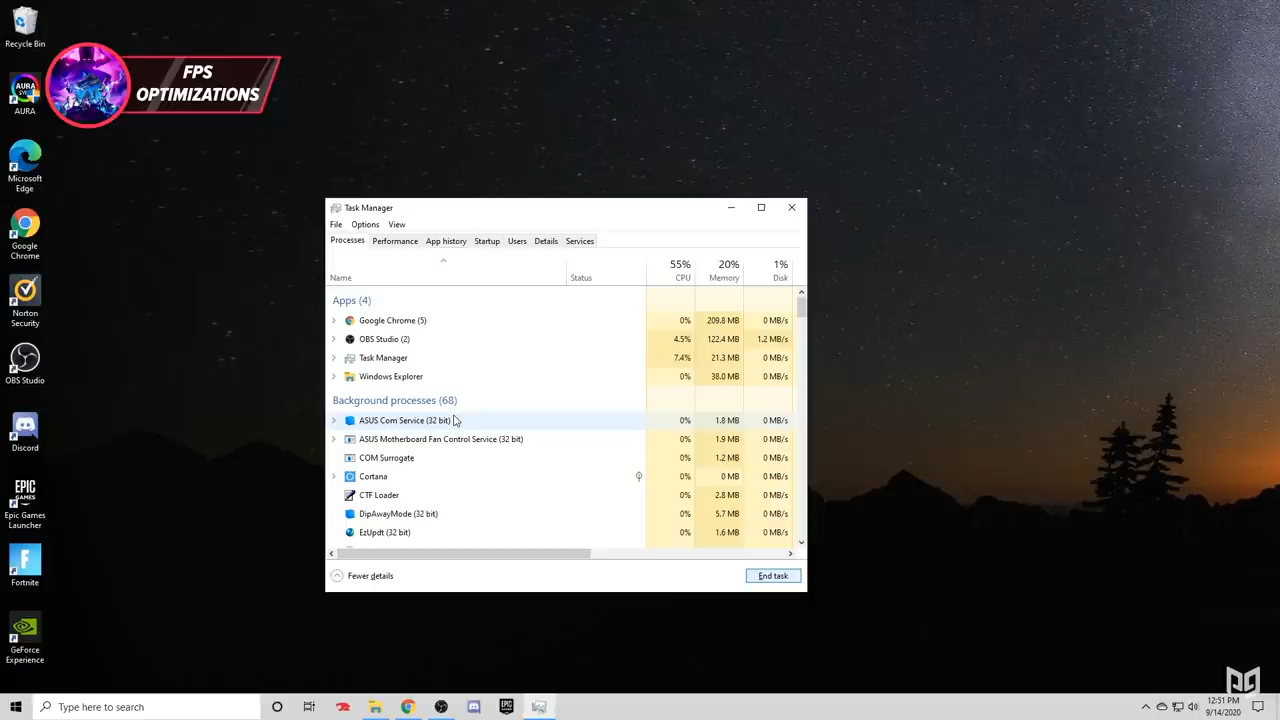 Recycle Bin
FPS
OPTIMIZATIONS
AURA
AURA
Microsoft
Edge
Google
Chrome
Norton
Security
OBS Studio
Discord
EPIC
GAMES
Epic Games
Launcher
Fortnite
GeForce
Experience
Task Manager
File Options View
Processes Performance App history Startup Users Details Services
55% 20% 1%
Name Status CPU Memory Disk
Apps (4)
Google Chrome (5) 0% 209.8 MB 0 MB/s
OBS Studio (2) 4.5% 122.4 MB 1.2 MB/s
Task Manager 7.4% 21.3 MB 0 MB/s
Windows Explorer 0% 38.0 MB 0 MB/s
Background processes (68)
ASUS Com Service (32 bit) 0% 1.8 MB 0 MB/s
ASUS Motherboard Fan Control Service (32 bit) 0% 1.9 MB 0 MB/s
COM Surrogate 0% 1.2 MB 0 MB/s
Cortana 0% 0 MB 0 MB/s
CTF Loader 0% 2.8 MB 0 MB/s
DipAwayMode (32 bit) 0% 5.7 MB 0 MB/s
EzUpdt (32 bit) 0% 1.6 MB 0 MB/s
Fewer details End task
Type here to search
EPIC
12:51 PM
9/14/2020